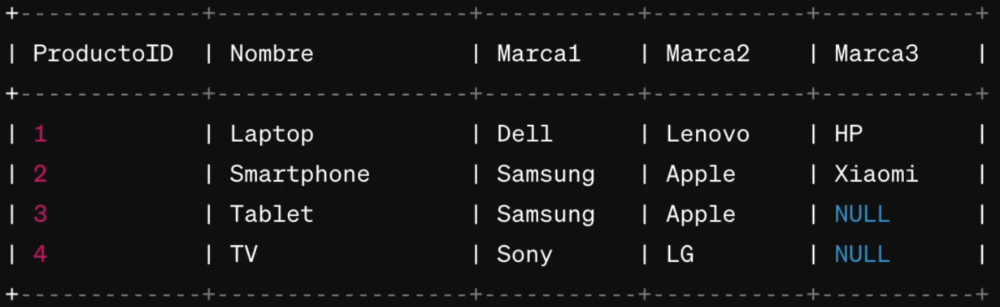 +-------------+------------------+-----------+-----------+-----------+
| ProductoID  | Nombre           | Marca1    | Marca2    | Marca3    |
+-------------+------------------+-----------+-----------+-----------+
| 1           | Laptop           | Dell      | Lenovo    | HP        |
| 2           | Smartphone       | Samsung   | Apple     | Xiaomi    |
| 3           | Tablet           | Samsung   | Apple     | NULL      |
| 4           | TV               | Sony      | LG        | NULL      |
+-------------+------------------+-----------+-----------+-----------+